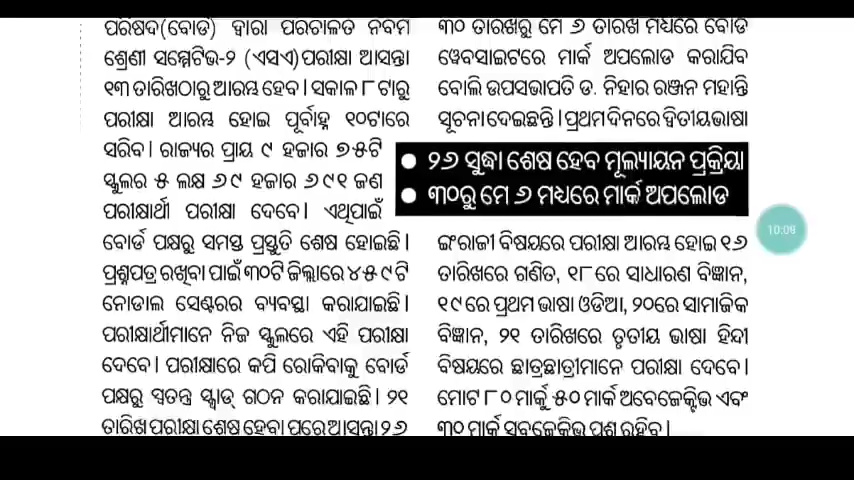 ପରିଷଦ(ବୋର୍ଡ) ଦ୍ୱାରା ପରିଚାଳିତ ନବମ
ଶ୍ରେଣୀ ସମ୍ମେଟିଭ-୨ (ଏସଏ) ପରୀକ୍ଷା ଆସନ୍ତା
୧୩ ତାରିଖଠାରୁ ଆରମ୍ଭ ହେବ । ସକାଳ ୮ଟାରୁ
ପରୀକ୍ଷା ଆରମ୍ଭ ହୋଇ ପୂର୍ବାହ୍ନ ୧୦ଟାରେ
ସରିବ । ରାଜ୍ୟର ପ୍ରାୟ ୯ ହଜାର ୭୫ଟି
ସ୍କୁଲର ୫ ଲକ୍ଷ ୬୯ ହଜାର ୬୯୧ ଜଣ
ପରୀକ୍ଷାର୍ଥୀ ପରୀକ୍ଷା ଦେବେ । ଏଥିପାଇଁ
ବୋର୍ଡ ପକ୍ଷରୁ ସମସ୍ତ ପ୍ରସ୍ତୁତି ଶେଷ ହୋଇଛି ।
ପ୍ରଶ୍ନପତ୍ର ରଖିବା ପାଇଁ ୩୦ଟି ଜିଲ୍ଲାରେ ୪୫୯ଟି
ନୋଡାଲ ସେଣ୍ଟରର ବ୍ୟବସ୍ଥା କରାଯାଇଛି ।
ପରୀକ୍ଷାର୍ଥୀମାନେ ନିଜ ସ୍କୁଲରେ ଏହି ପରୀକ୍ଷା
ଦେବେ । ପରୀକ୍ଷାରେ କପି ରୋକିବାକୁ ବୋର୍ଡ
ପକ୍ଷରୁ ସ୍ୱତନ୍ତ୍ର ସ୍କ୍ୱାଡ୍ ଗଠନ କରାଯାଇଛି । ୨୧
ତାରିଖ ପରୀକ୍ଷା ଶେଷ ହେବା ପରେ ଆସନ୍ତା ୨୬
୩୦ ତାରିଖରୁ ମେ ୬ ତାରିଖ ମଧ୍ୟରେ ବୋର୍ଡ
ୱେବସାଇଟରେ ମାର୍କ ଅପଲୋଡ କରାଯିବ
ବୋଲି ଉପସଭାପତି ଡ. ନିହାର ରଞ୍ଜନ ମହାନ୍ତି
ସୂଚନା ଦେଇଛନ୍ତି । ପ୍ରଥମ ଦିନରେ ଦ୍ୱିତୀୟ ଭାଷା
● ୨୬ ସୁଦ୍ଧା ଶେଷ ହେବ ମୂଲ୍ୟାୟନ ପ୍ରକ୍ରିୟା
● ୩୦ରୁ ମେ ୬ ମଧ୍ୟରେ ମାର୍କ ଅପଲୋଡ
ଇଂରାଜୀ ବିଷୟରେ ପରୀକ୍ଷା ଆରମ୍ଭ ହୋଇ ୧୬
ତାରିଖରେ ଗଣିତ, ୧୮ରେ ସାଧାରଣ ବିଜ୍ଞାନ,
୧୯ରେ ପ୍ରଥମ ଭାଷା ଓଡିଆ, ୨୦ରେ ସାମାଜିକ
ବିଜ୍ଞାନ, ୨୧ ତାରିଖରେ ତୃତୀୟ ଭାଷା ହିନ୍ଦୀ
ବିଷୟରେ ଛାତ୍ରଛାତ୍ରୀମାନେ ପରୀକ୍ଷା ଦେବେ ।
ମୋଟ ୮୦ ମାର୍କରୁ ୫୦ ମାର୍କ ଅବେଜେକ୍ଟିଭ ଏବଂ
୩୦ ମାର୍କ ସବଜେକ୍ଟିଭ ପ୍ରଶ୍ନ ରହିବ ।
10:08